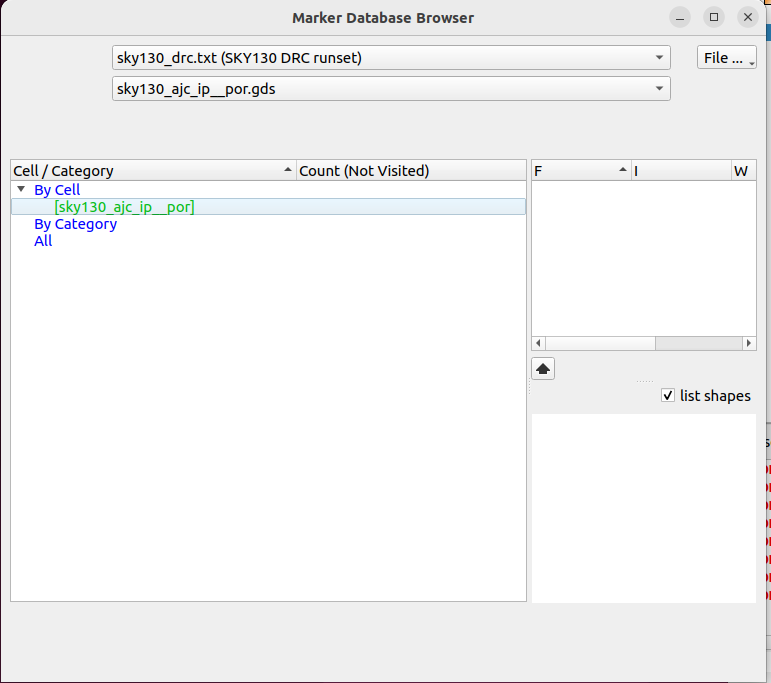 Marker Database Browser
sky130_drc.txt (SKY130 DRC runset)
File ...
sky130_ajc_ip__por.gds
Cell / Category Count (Not Visited)
F I W
By Cell
[sky130_ajc_ip__por]
By Category
All
list shapes